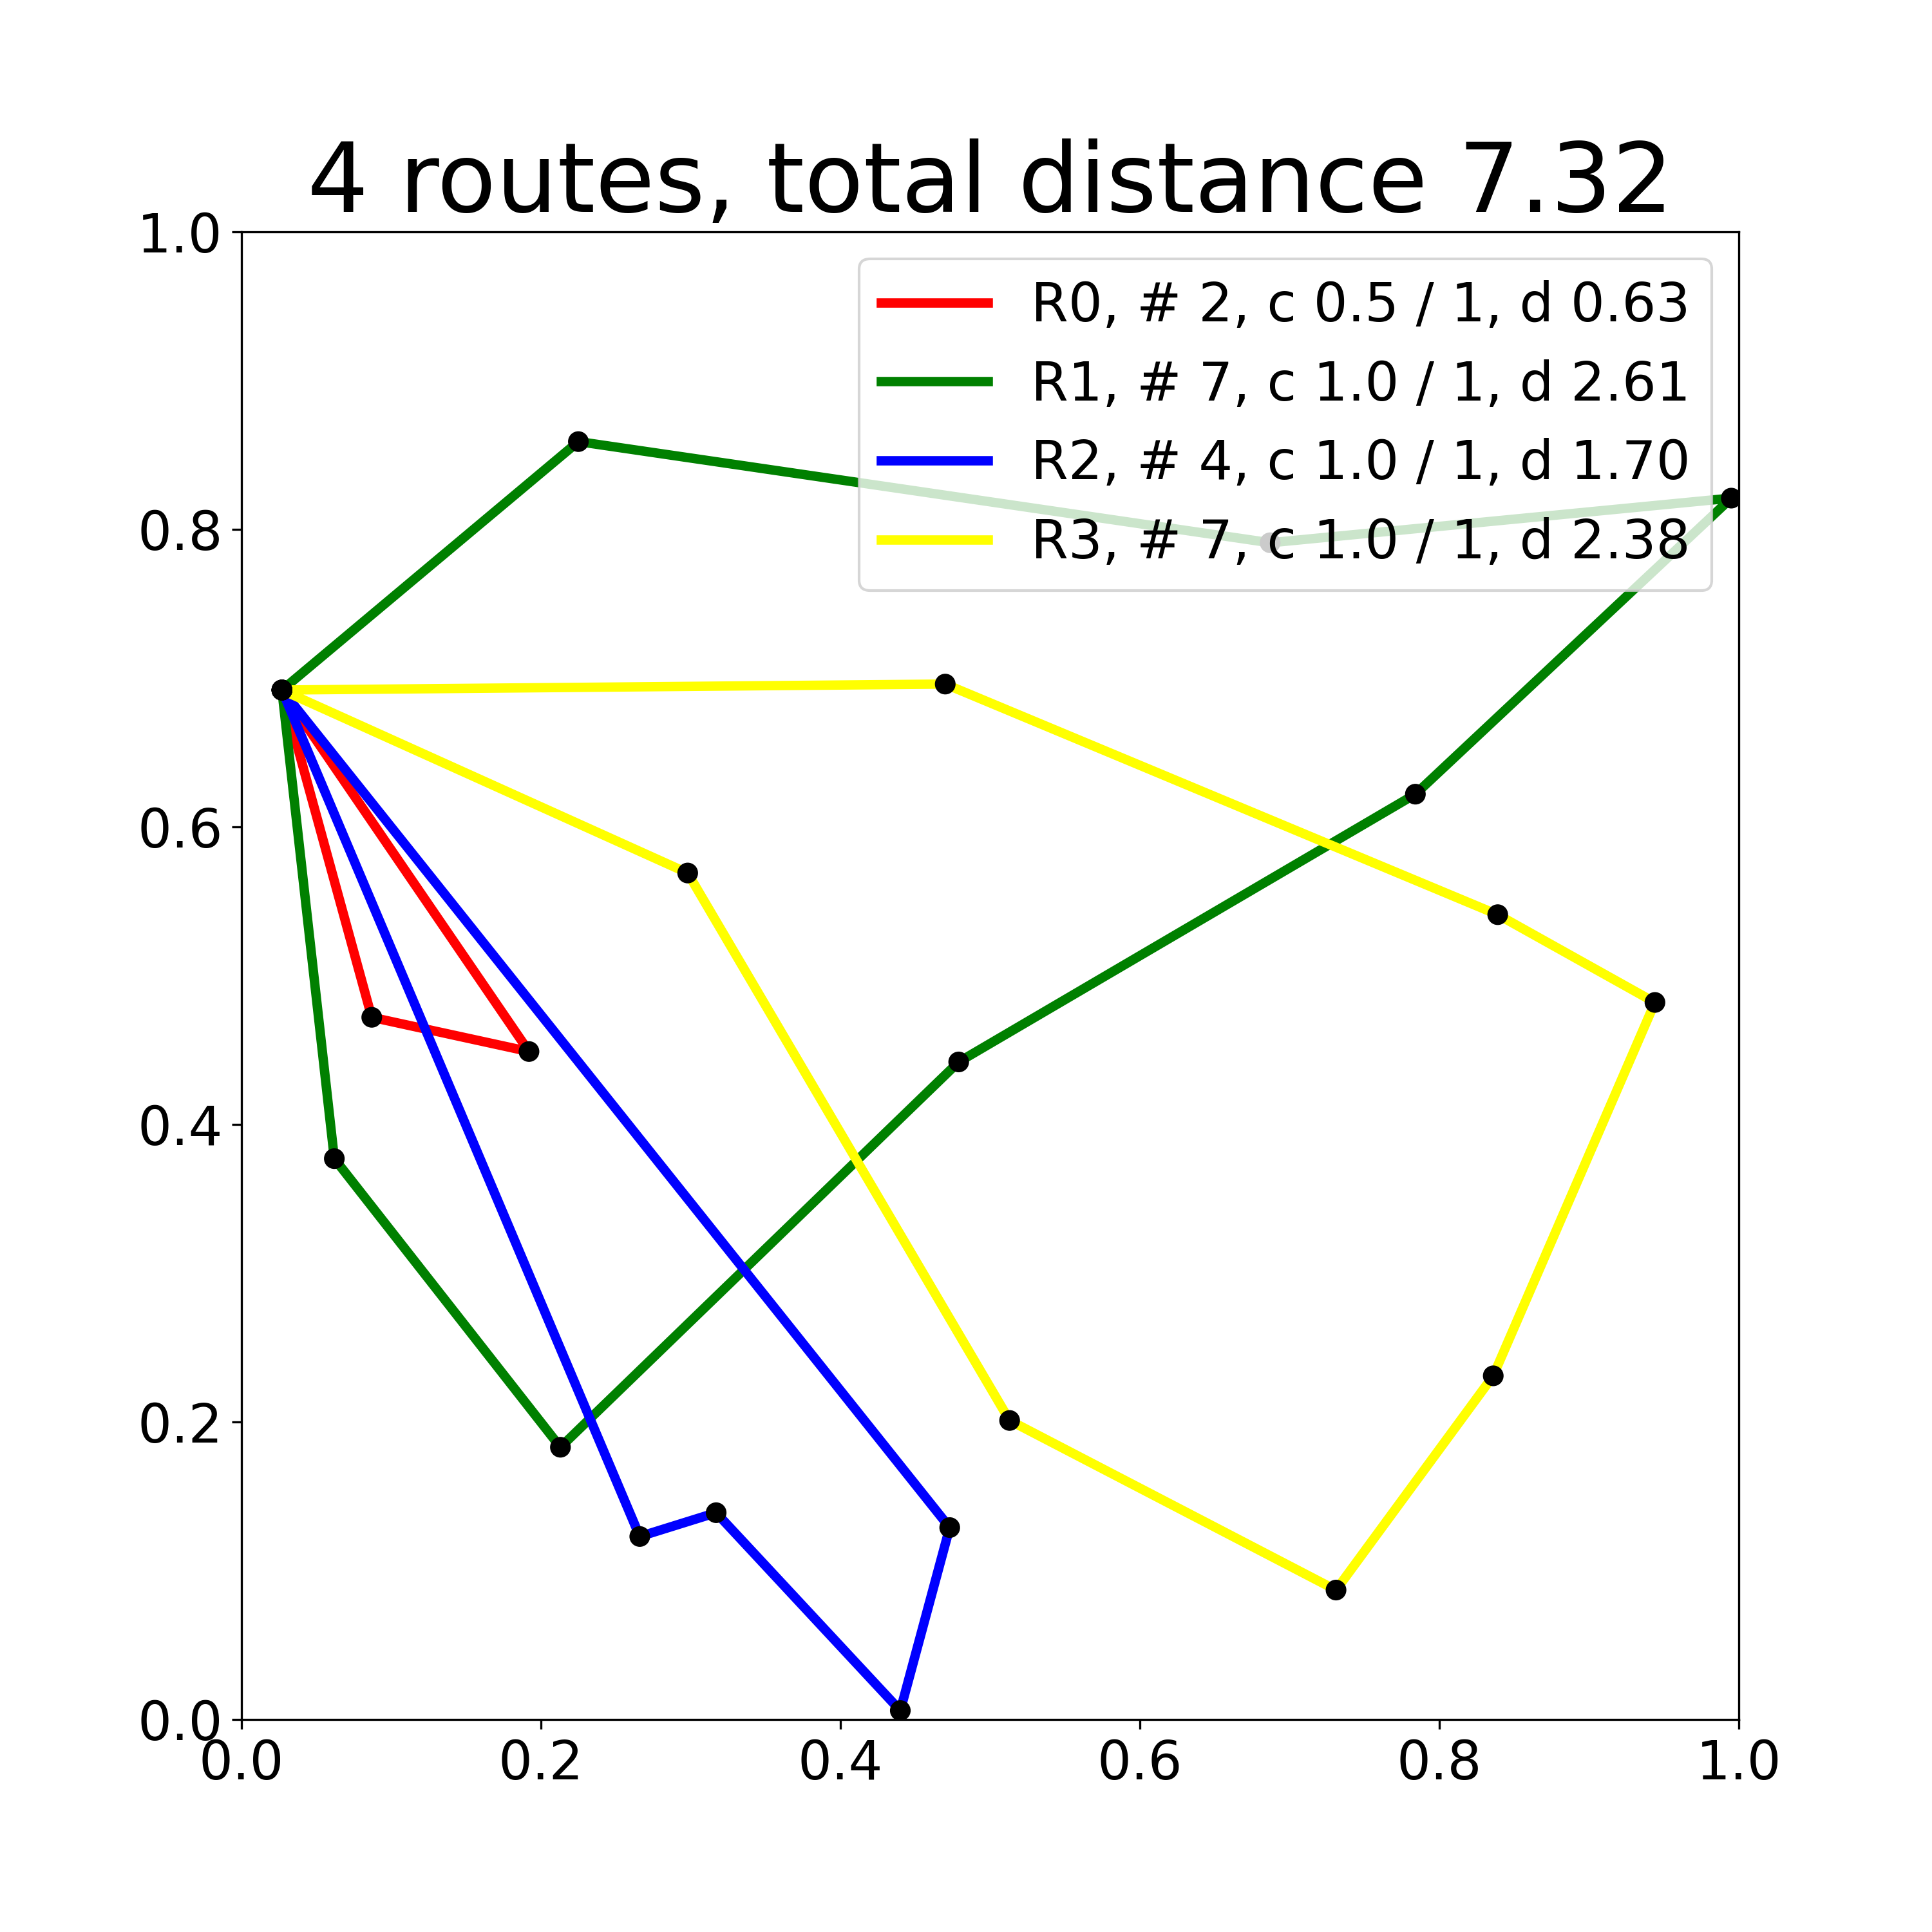 4 routes, total distance 7.32
1.0
R0, # 2, c 0.5 / 1, d 0.63
R1, # 7, c 1.0 / 1, d 2.61
R2, # 4, c 1.0 / 1, d 1.70
R3, # 7, c 1.0 / 1, d 2.38
0.8
0.6
0.4
0.2
0.0
0.0 0.2 0.4 0.6 0.8 1.0